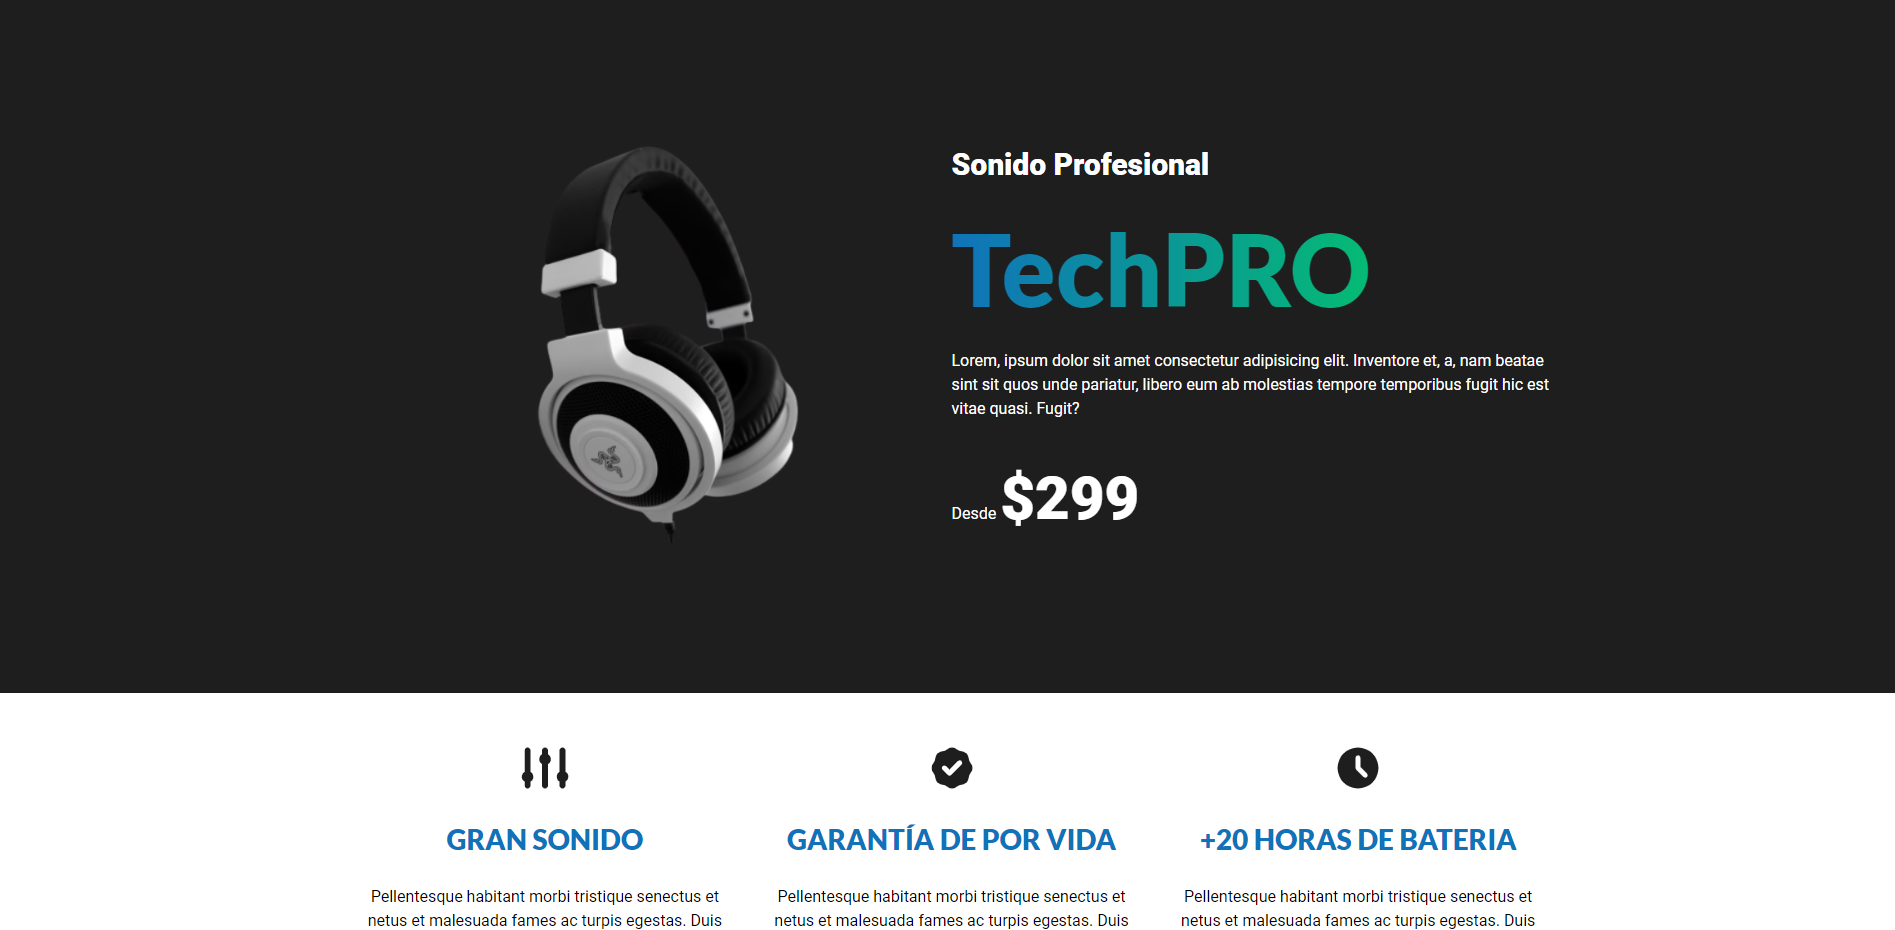 Sonido Profesional
TechPRO
Lorem, ipsum dolor sit amet consectetur adipisicing elit. Inventore et, a, nam beatae
sint sit quos unde pariatur, libero eum ab molestias tempore temporibus fugit hic est
vitae quasi. Fugit?
Desde $299
GRAN SONIDO
Pellentesque habitant morbi tristique senectus et
netus et malesuada fames ac turpis egestas. Duis
GARANTÍA DE POR VIDA
Pellentesque habitant morbi tristique senectus et
netus et malesuada fames ac turpis egestas. Duis
+20 HORAS DE BATERIA
Pellentesque habitant morbi tristique senectus et
netus et malesuada fames ac turpis egestas. Duis